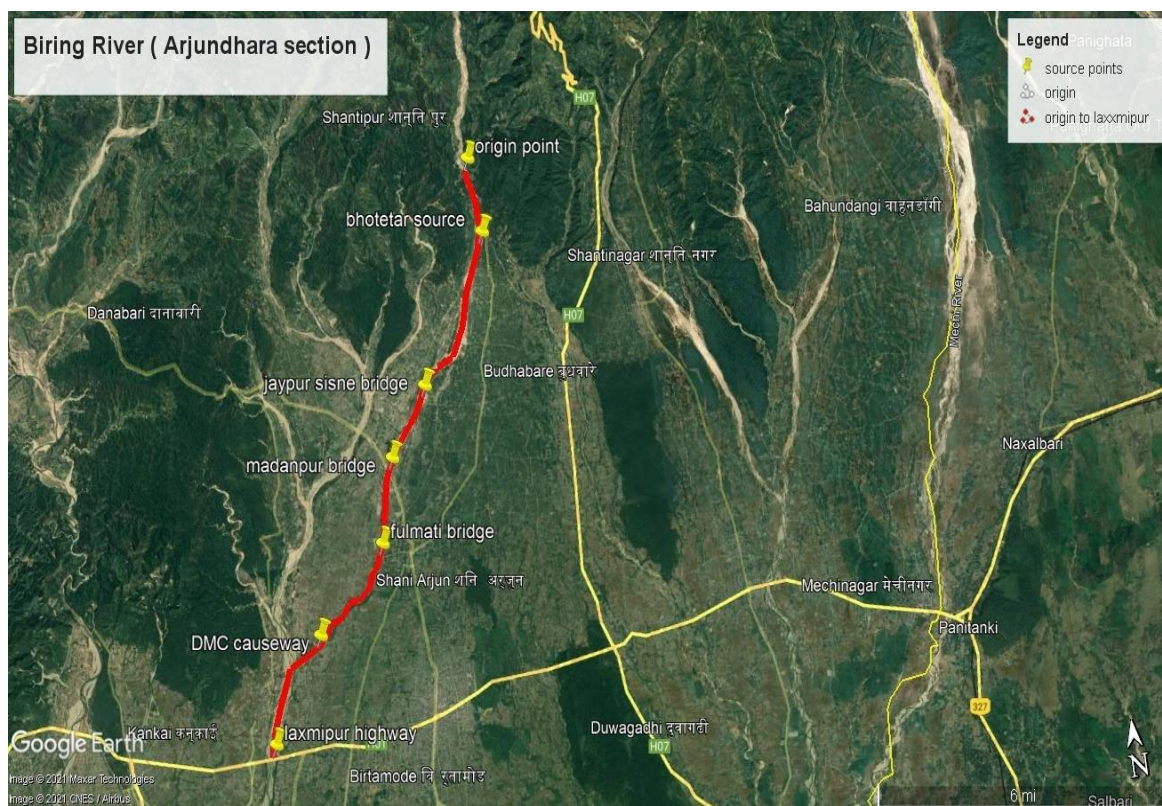 Biring River ( Arjundhara section )
Legend
Panighata
source points
origin
origin to laxxmipur
H07
Shantipur शान्ति पुर
origin point
bhotetar source
Bahundangi बाहुनडाँगी
Shantinagar शान्ति नगर
Mechi River
Danabari दानाबारी
H07
jaypur sisne bridge
Budhabare बुधवारे
madanpur bridge
Naxalbari
fulmati bridge
Shani Arjun शनि अर्जुन
Mechinagar मेचीनगर
DMC causeway
Panitanki
327
Kankai कन्काई
laxmipur highway
Duwagadhi दुवागढी
Google Earth
H01
H07
Birtamode बिर्तामोड
Image © 2021 Maxar Technologies
Image © 2021 CNES / Airbus
N
6 mi
Salbari